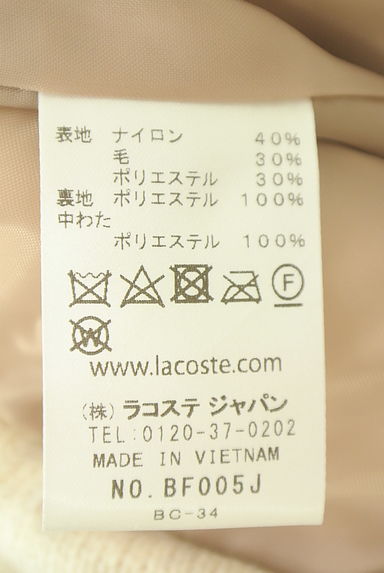 表地 ナイロン 40%
毛 30%
ポリエステル 30%
裏地 ポリエステル 100%
中わた
ポリエステル 100%
F
W
www.lacoste.com
(株) ラコステ ジャパン
TEL:0120-37-0202
MADE IN VIETNAM
NO. BF005J
BC-34